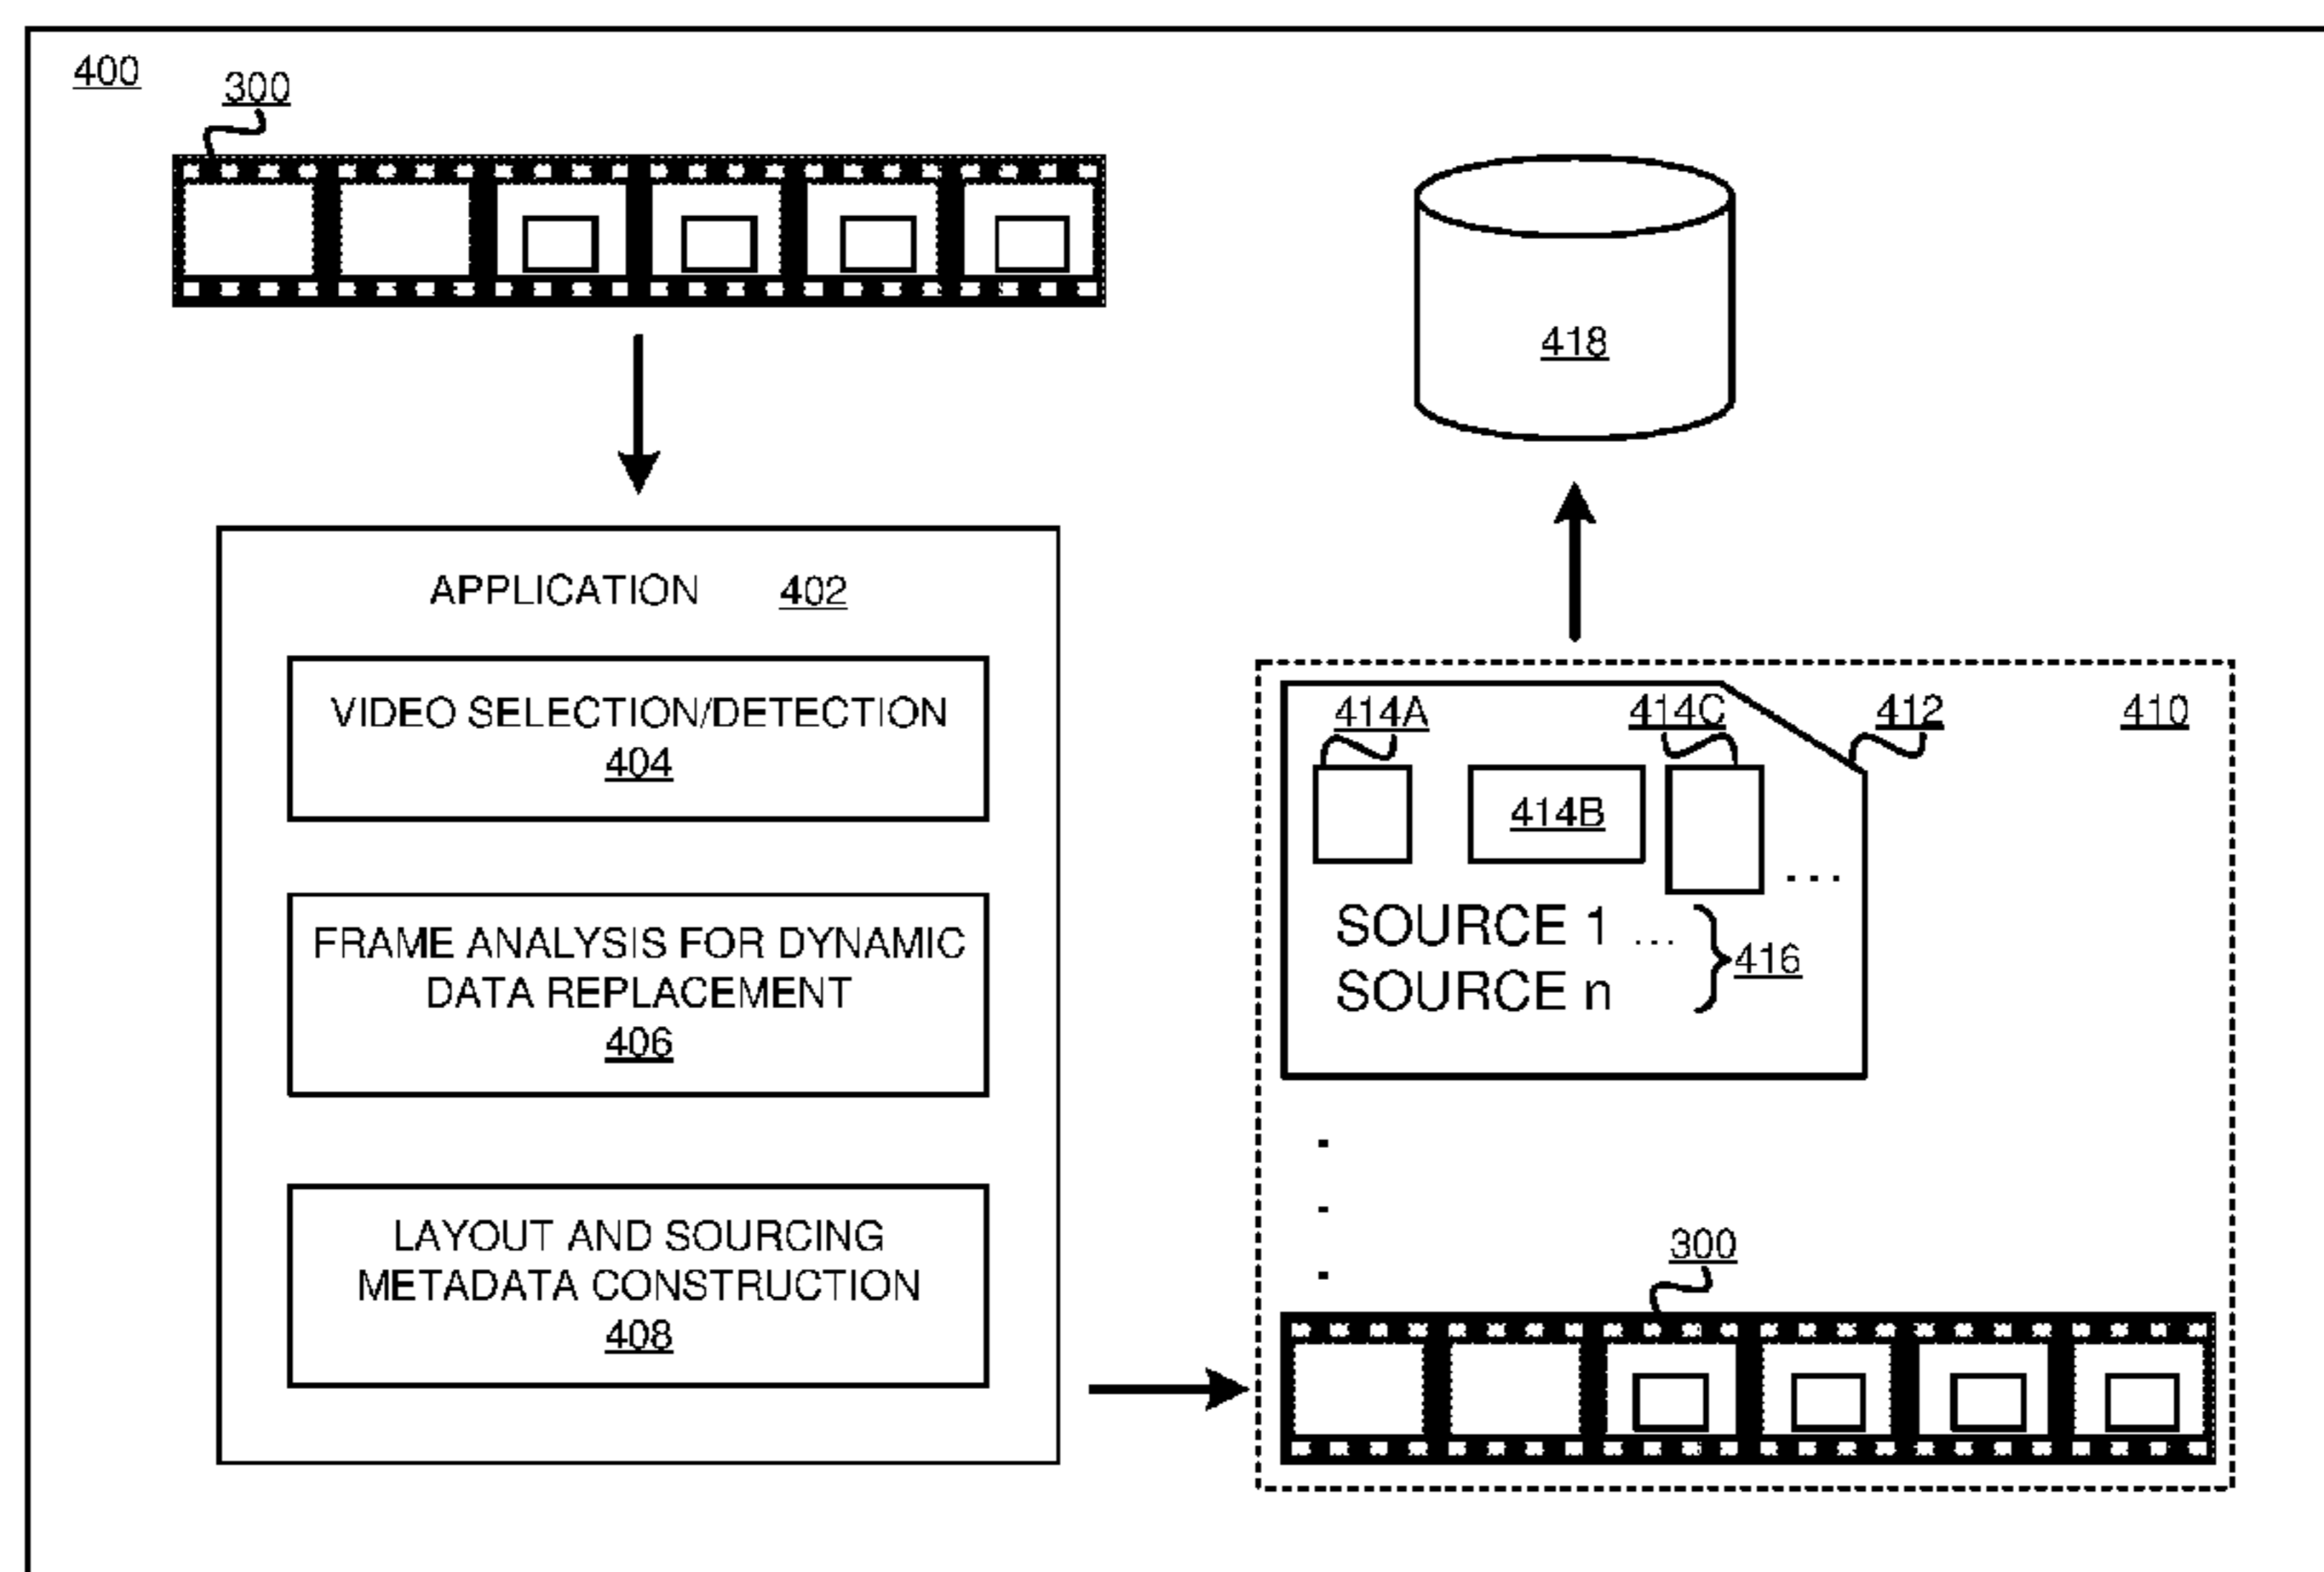 400
300
418
APPLICATION 402
VIDEO SELECTION/DETECTION
404
FRAME ANALYSIS FOR DYNAMIC
DATA REPLACEMENT
406
LAYOUT AND SOURCING
METADATA CONSTRUCTION
408
414A
414C
412
410
414B
...
SOURCE 1 ...
SOURCE n
416
300